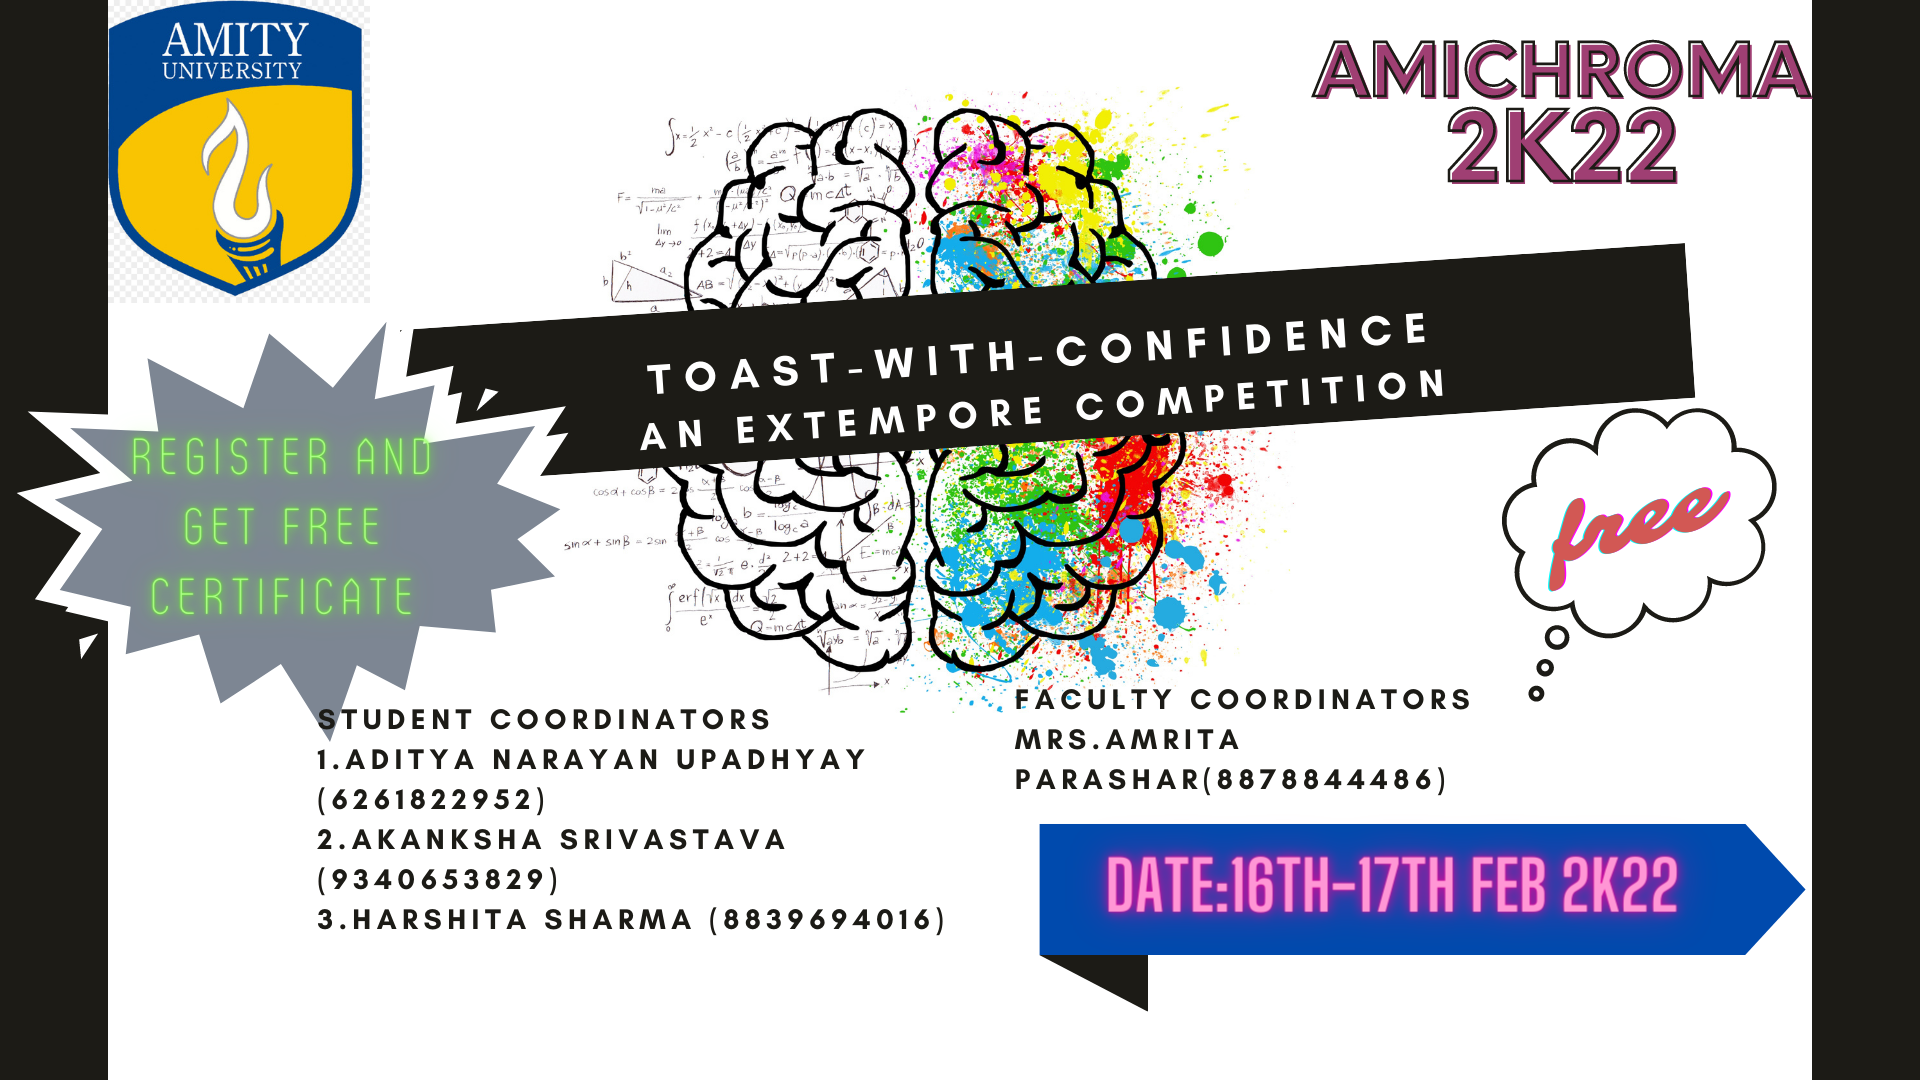 AMITY
UNIVERSITY
AMICHROMA
2K22
TOAST-WITH-CONFIDENCE
AN EXTEMPORE COMPETITION
REGISTER AND
GET FREE
CERTIFICATE
free
STUDENT COORDINATORS
1.ADITYA NARAYAN UPADHYAY
(6261822952)
2.AKANKSHA SRIVASTAVA
(9340653829)
3.HARSHITA SHARMA (8839694016)
FACULTY COORDINATORS
MRS.AMRITA
PARASHAR(8878844486)
DATE:16TH-17TH FEB 2K22